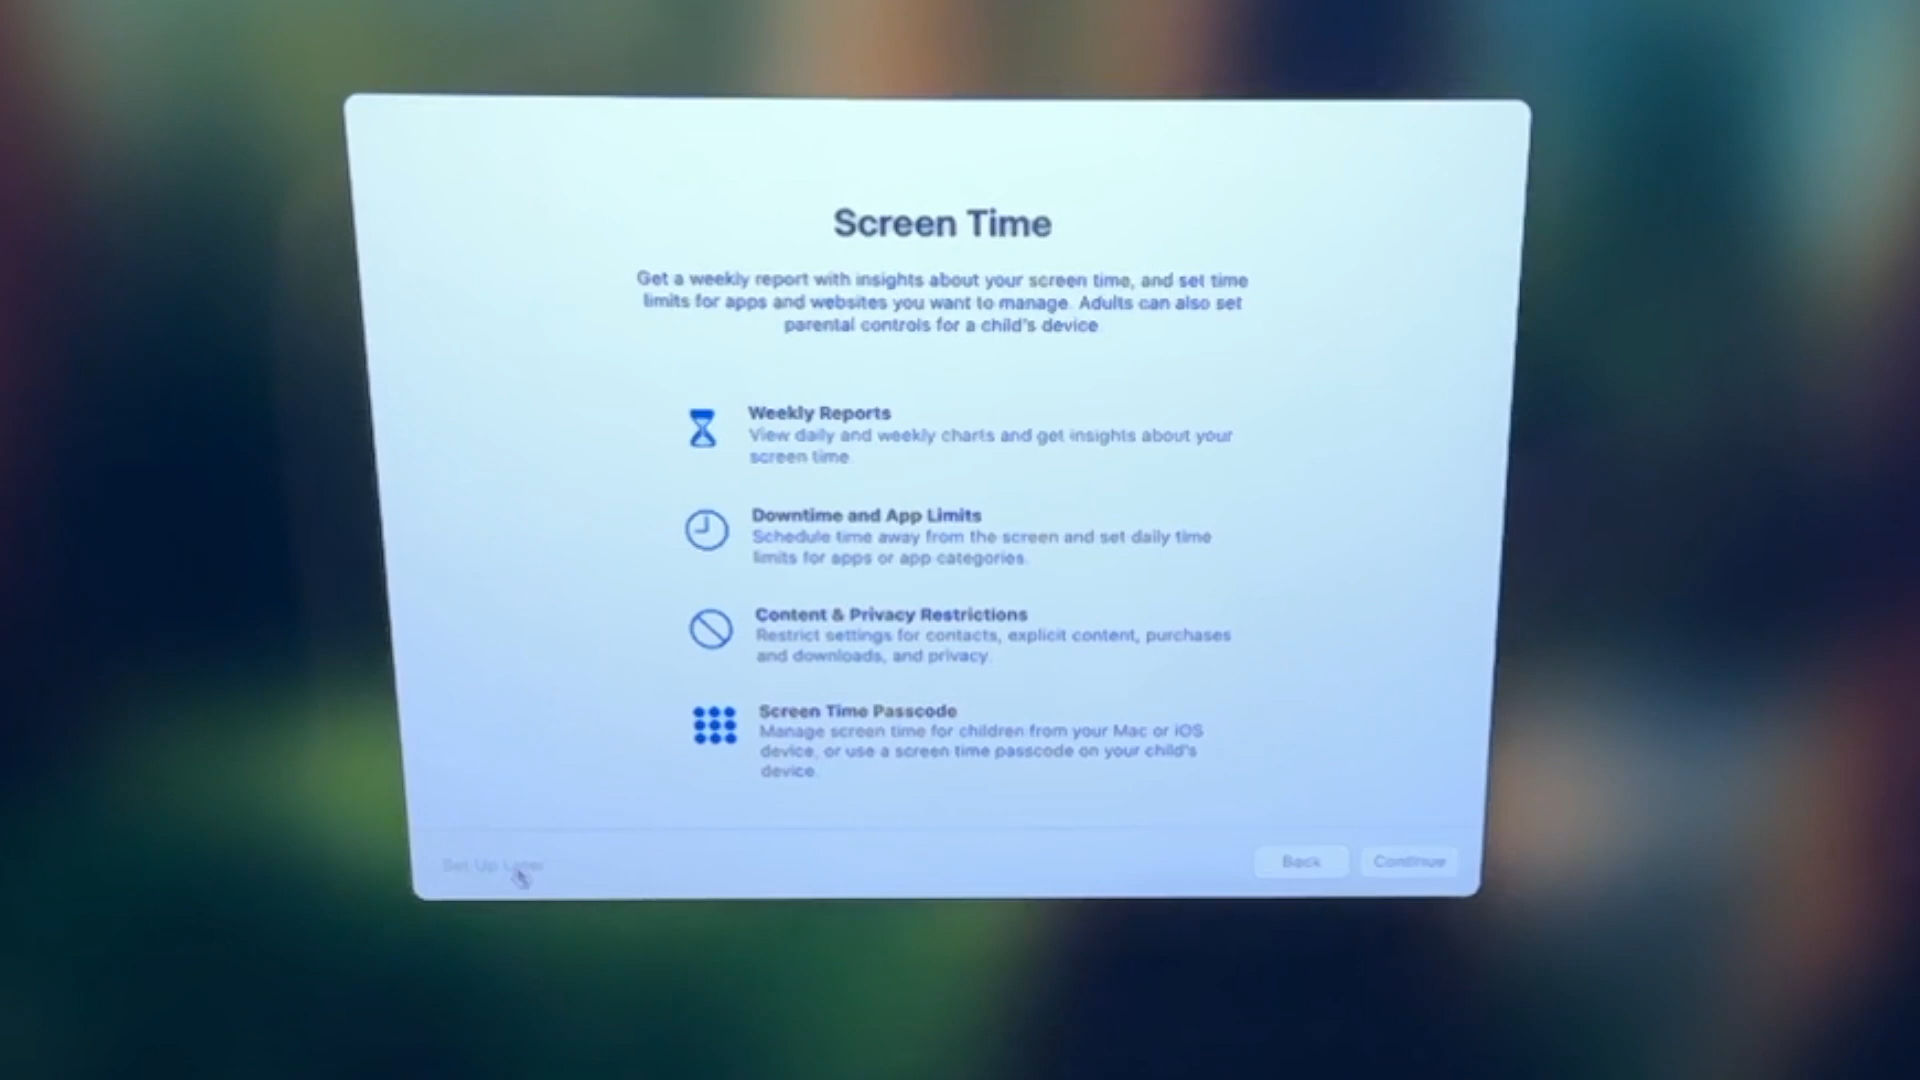 Screen Time
Get a weekly report with insights about your screen time, and set time
limits for apps and websites you want to manage. Adults can also set
parental controls for a child's device.
Weekly Reports
View daily and weekly charts and get insights about your
screen time.
Downtime and App Limits
Schedule time away from the screen and set daily time
limits for apps or app categories.
Content & Privacy Restrictions
Restrict settings for contacts, explicit content, purchases
and downloads, and privacy.
Screen Time Passcode
Manage screen time for children from your Mac or iOS
device, or use a screen time passcode on your child's
device.
Set Up Later
Back
Continue